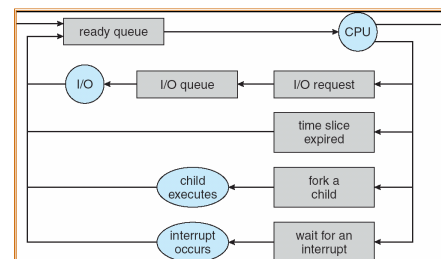 ready queue
CPU
I/O
I/O queue
I/O request
time slice
expired
child
executes
fork a
child
interrupt
occurs
wait for an
interrupt